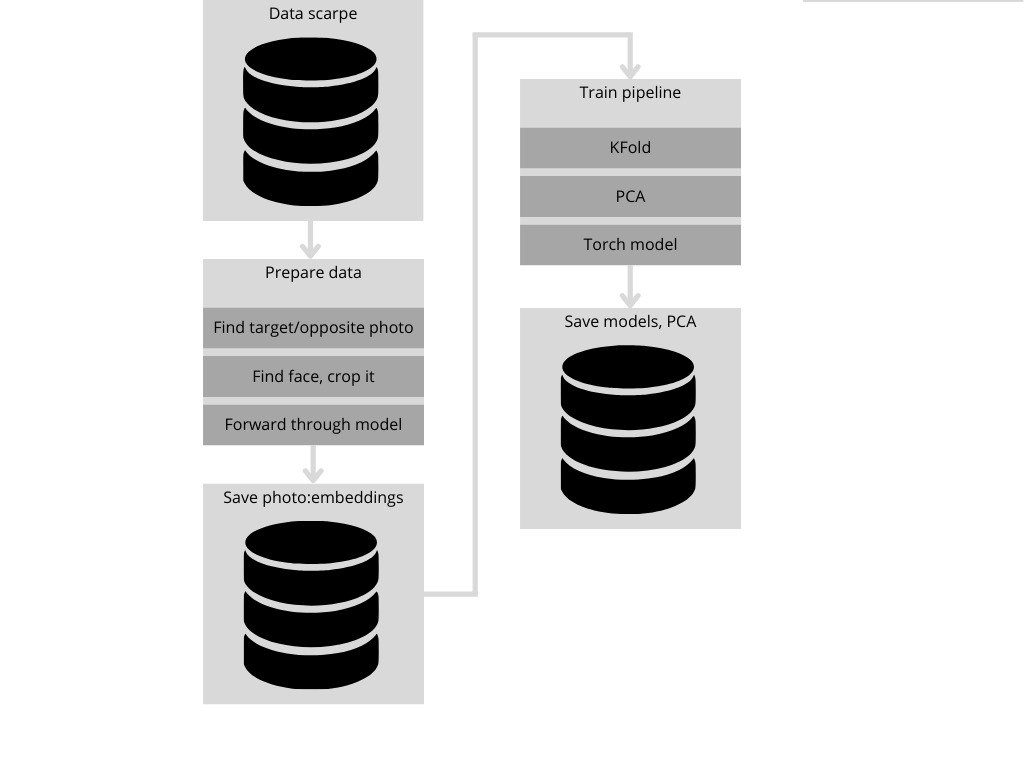 Data scarpe
Prepare data
Find target/opposite photo
Find face, crop it
Forward through model
Save photo:embeddings
Train pipeline
KFold
PCA
Torch model
Save models, PCA